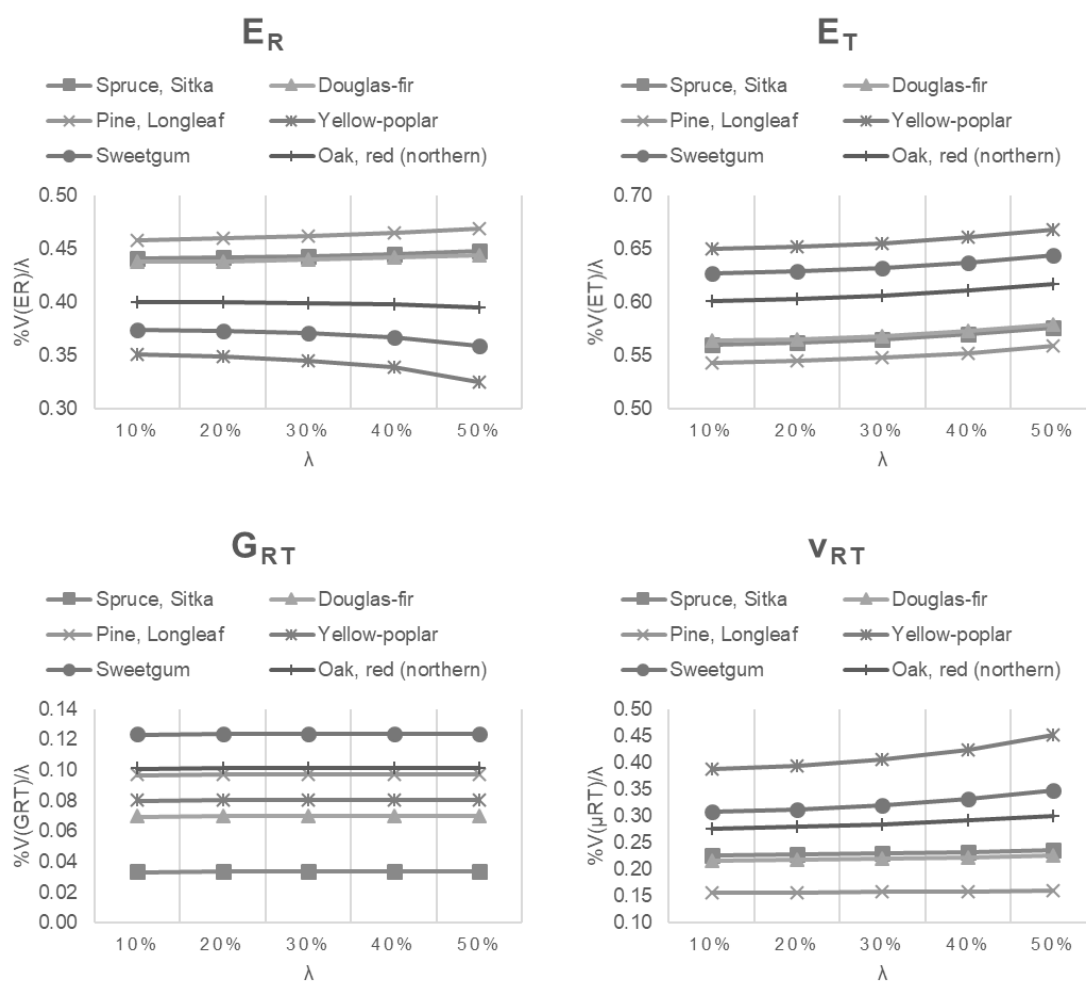 E_R
Spruce, Sitka Douglas-fir
Pine, Longleaf Yellow-poplar
Sweetgum Oak, red (northern)
%V(ER)/λ
0.50
0.45
0.40
0.35
0.30
10% 20% 30% 40% 50%
λ
E_T
Spruce, Sitka Douglas-fir
Pine, Longleaf Yellow-poplar
Sweetgum Oak, red (northern)
%V(ET)/λ
0.70
0.65
0.60
0.55
0.50
10% 20% 30% 40% 50%
λ
G_RT
Spruce, Sitka Douglas-fir
Pine, Longleaf Yellow-poplar
Sweetgum Oak, red (northern)
%V(GRT)/λ
0.14
0.12
0.10
0.08
0.06
0.04
0.02
0.00
10% 20% 30% 40% 50%
λ
v_RT
Spruce, Sitka Douglas-fir
Pine, Longleaf Yellow-poplar
Sweetgum Oak, red (northern)
%V(μRT)/λ
0.50
0.45
0.40
0.35
0.30
0.25
0.20
0.15
0.10
10% 20% 30% 40% 50%
λ